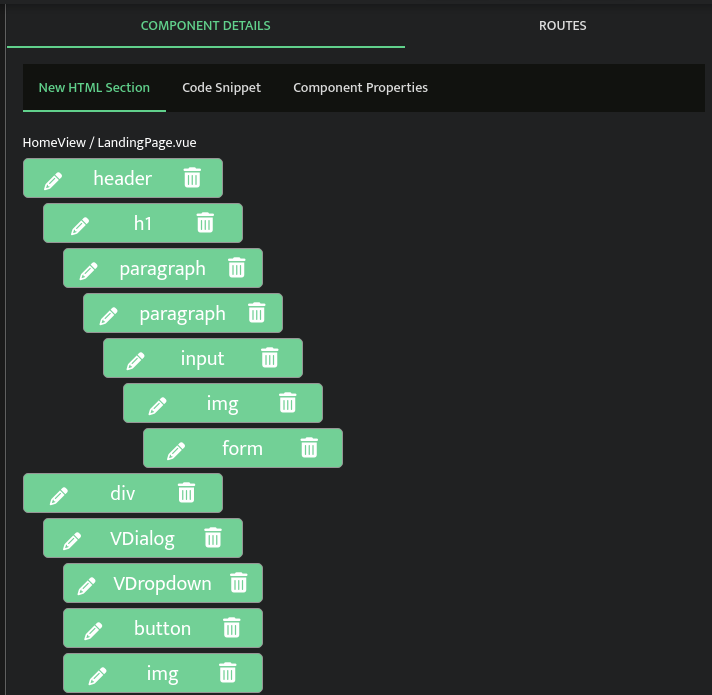 COMPONENT DETAILS ROUTES
New HTML Section Code Snippet Component Properties
HomeView / LandingPage.vue
header
h1
paragraph
paragraph
input
img
form
div
VDialog
VDropdown
button
img